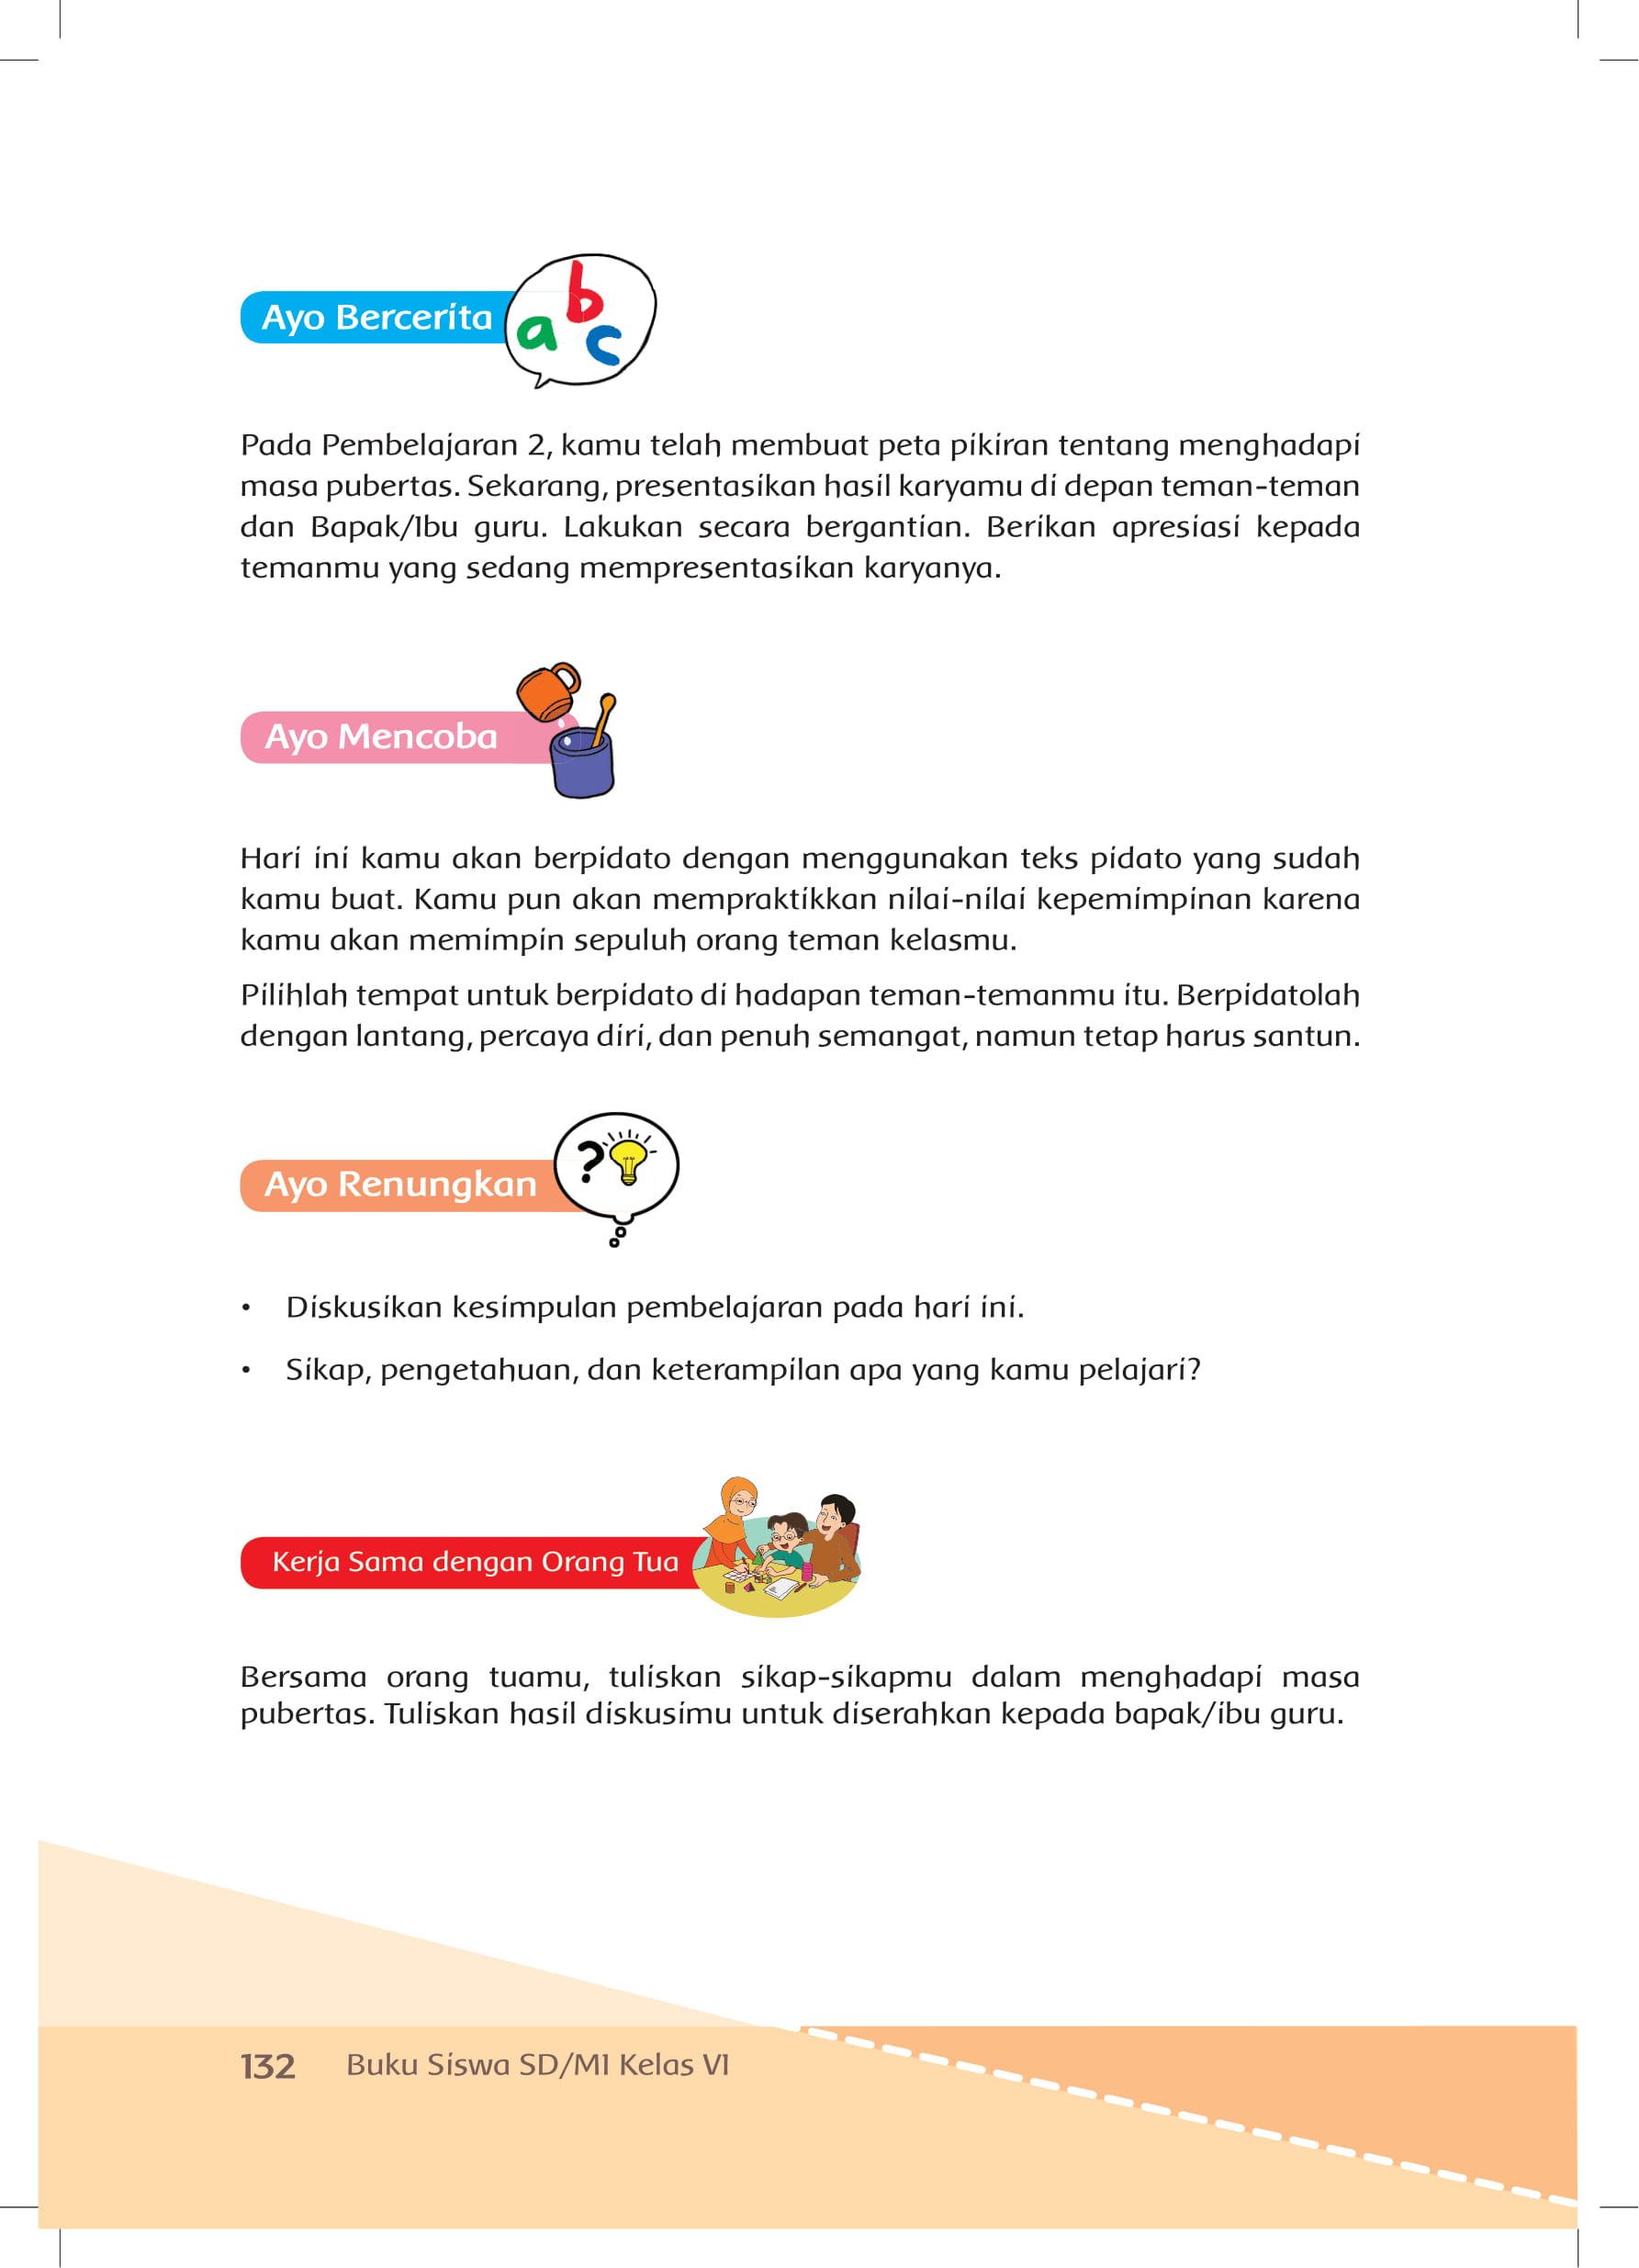 Ayo Bercerita
a b c
Pada Pembelajaran 2, kamu telah membuat peta pikiran tentang menghadapi
masa pubertas. Sekarang, presentasikan hasil karyamu di depan teman-teman
dan Bapak/Ibu guru. Lakukan secara bergantian. Berikan apresiasi kepada
temanmu yang sedang mempresentasikan karyanya.
Ayo Mencoba
Hari ini kamu akan berpidato dengan menggunakan teks pidato yang sudah
kamu buat. Kamu pun akan mempraktikkan nilai-nilai kepemimpinan karena
kamu akan memimpin sepuluh orang teman kelasmu.
Pilihlah tempat untuk berpidato di hadapan teman-temanmu itu. Berpidatolah
dengan lantang, percaya diri, dan penuh semangat, namun tetap harus santun.
Ayo Renungkan
?
• Diskusikan kesimpulan pembelajaran pada hari ini.
• Sikap, pengetahuan, dan keterampilan apa yang kamu pelajari?
Kerja Sama dengan Orang Tua
Bersama orang tuamu, tuliskan sikap-sikapmu dalam menghadapi masa
pubertas. Tuliskan hasil diskusimu untuk diserahkan kepada bapak/ibu guru.
132 Buku Siswa SD/MI Kelas VI